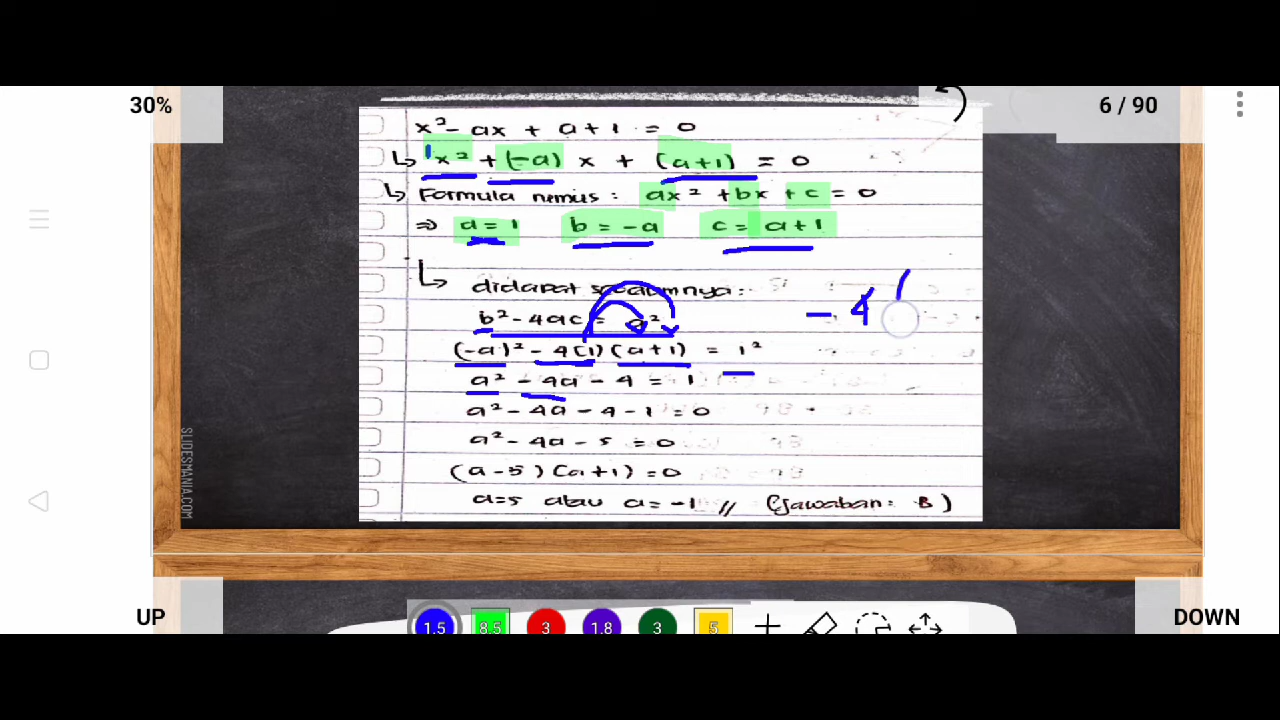 30%
6 / 90
x² - ax + a + 1 = 0
↳ 1x² + (-a) x + (a+1) = 0
↳ Formula nemus: ax² + bx + c = 0
⇒ a = 1 b = -a c = a + 1
↳ didapat sebelumnya:
b² - 4ac = a²
(-a)² - 4(1)(a+1) = 1²
a² - 4a - 4 = 1
a² - 4a - 4 - 1 = 0
a² - 4a - 5 = 0
(a - 5) (a + 1) = 0
a = 5 atau a = -1 // (Jawaban: B)
- 4 (
SLIDESMANIA.COM
UP
DOWN
1.5 8.5 3 1.8 3 5